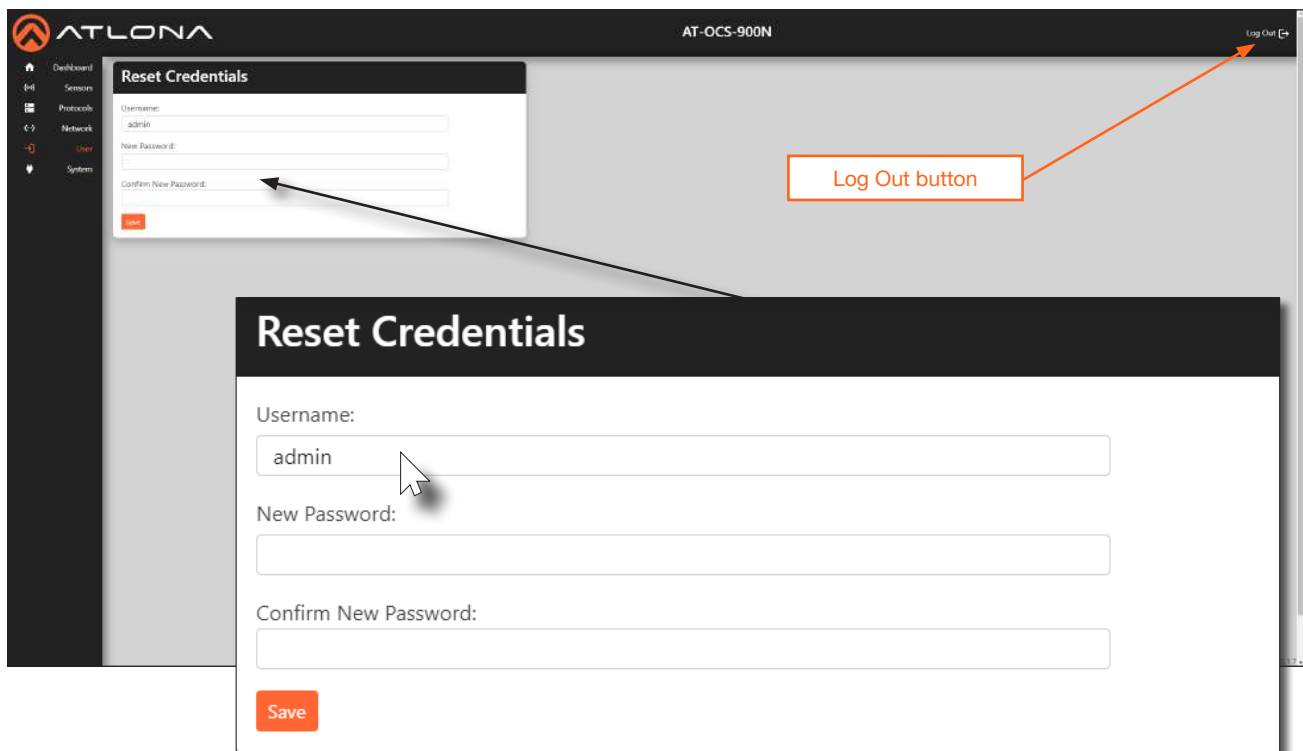 ATLONA
AT-OCS-900N
Log Out
Dashboard
Sensors
Protocols
Network
User
System
Reset Credentials
Username:
admin
New Password:
Confirm New Password:
Save
Log Out button
Reset Credentials
Username:
admin
New Password:
Confirm New Password:
Save